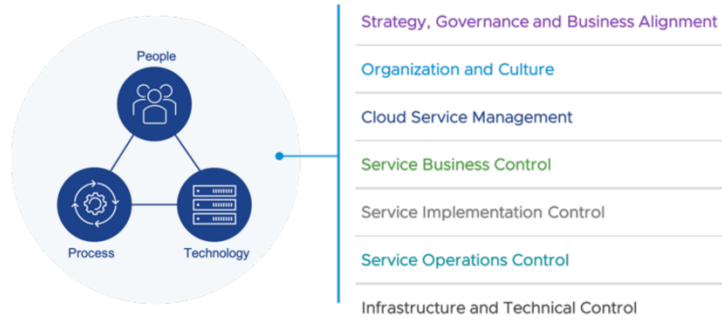 People
Process
Technology
Strategy, Governance and Business Alignment
Organization and Culture
Cloud Service Management
Service Business Control
Service Implementation Control
Service Operations Control
Infrastructure and Technical Control